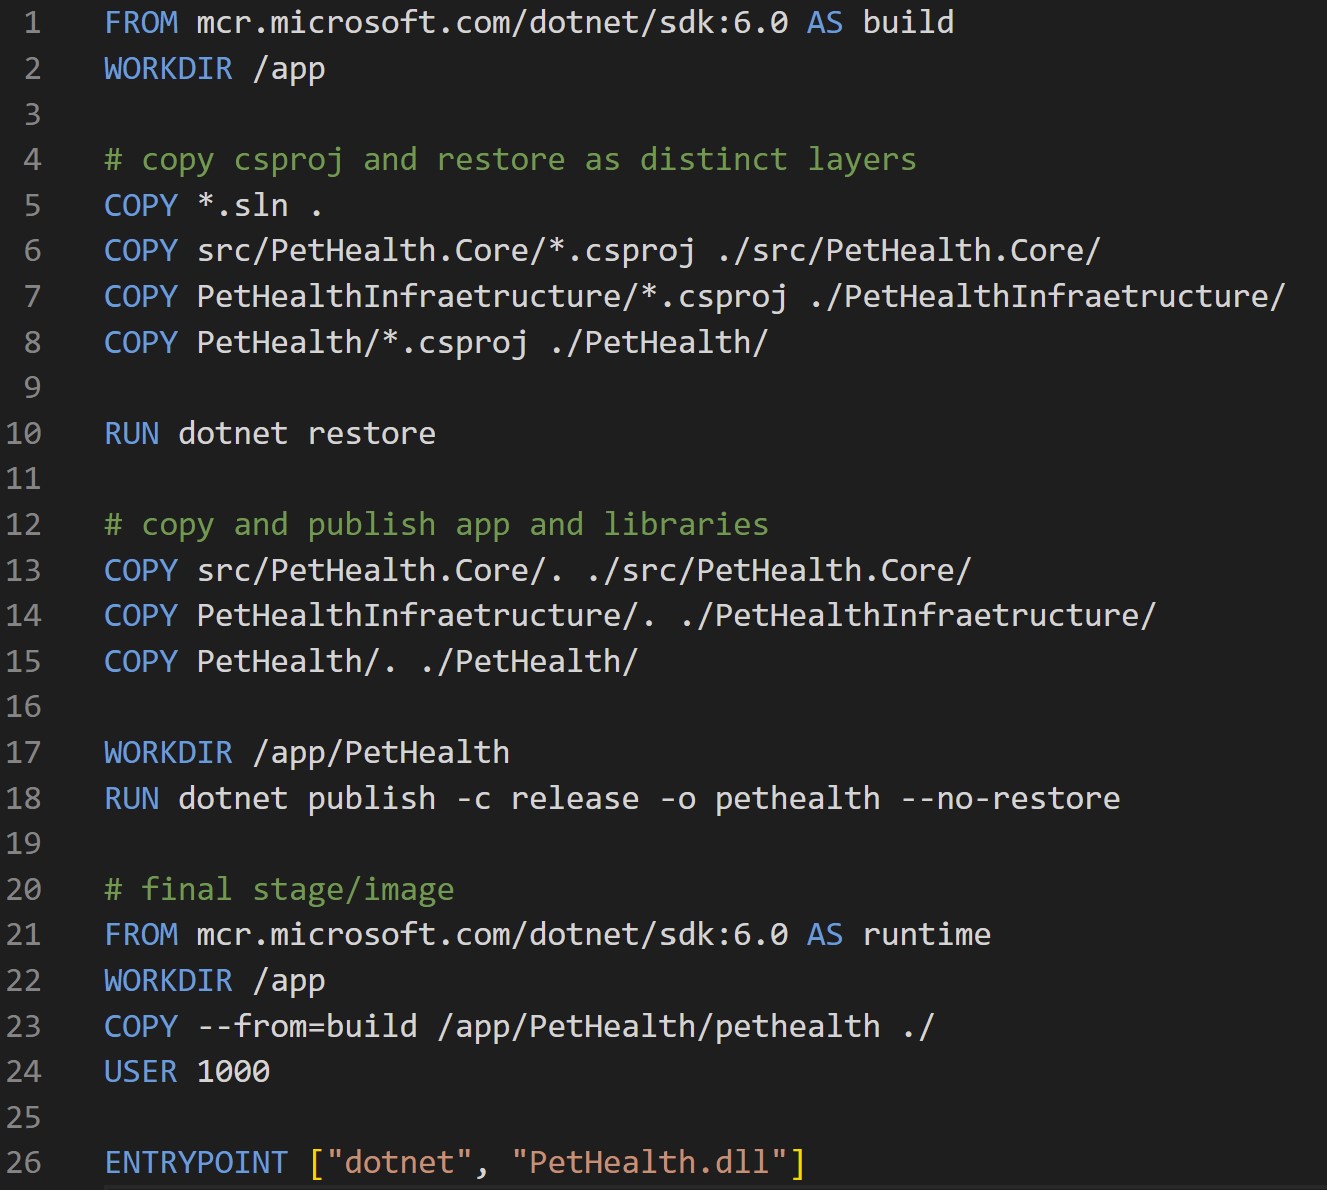 1 FROM mcr.microsoft.com/dotnet/sdk:6.0 AS build
2 WORKDIR /app
3
4 # copy csproj and restore as distinct layers
5 COPY *.sln .
6 COPY src/PetHealth.Core/*.csproj ./src/PetHealth.Core/
7 COPY PetHealthInfraetructure/*.csproj ./PetHealthInfraetructure/
8 COPY PetHealth/*.csproj ./PetHealth/
9
10 RUN dotnet restore
11
12 # copy and publish app and libraries
13 COPY src/PetHealth.Core/. ./src/PetHealth.Core/
14 COPY PetHealthInfraetructure/. ./PetHealthInfraetructure/
15 COPY PetHealth/. ./PetHealth/
16
17 WORKDIR /app/PetHealth
18 RUN dotnet publish -c release -o pethealth --no-restore
19
20 # final stage/image
21 FROM mcr.microsoft.com/dotnet/sdk:6.0 AS runtime
22 WORKDIR /app
23 COPY --from=build /app/PetHealth/pethealth ./
24 USER 1000
25
26 ENTRYPOINT ["dotnet", "PetHealth.dll"]